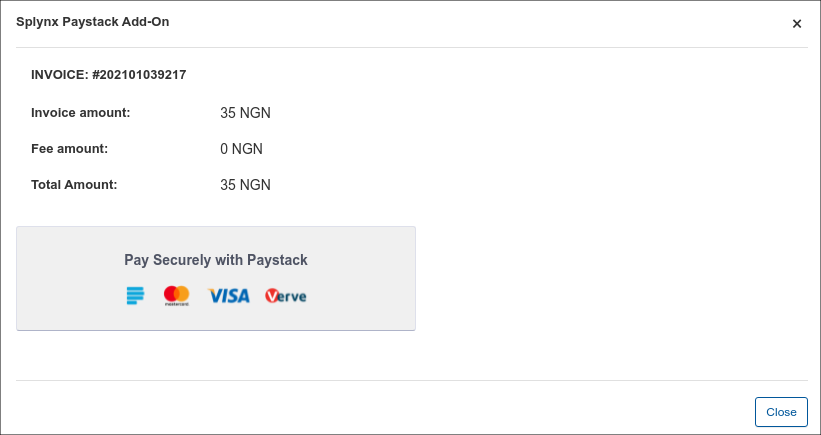 Splynx Paystack Add-On
×
INVOICE: #202101039217
Invoice amount: 35 NGN
Fee amount: 0 NGN
Total Amount: 35 NGN
Pay Securely with Paystack
mastercard VISA Verve
Close